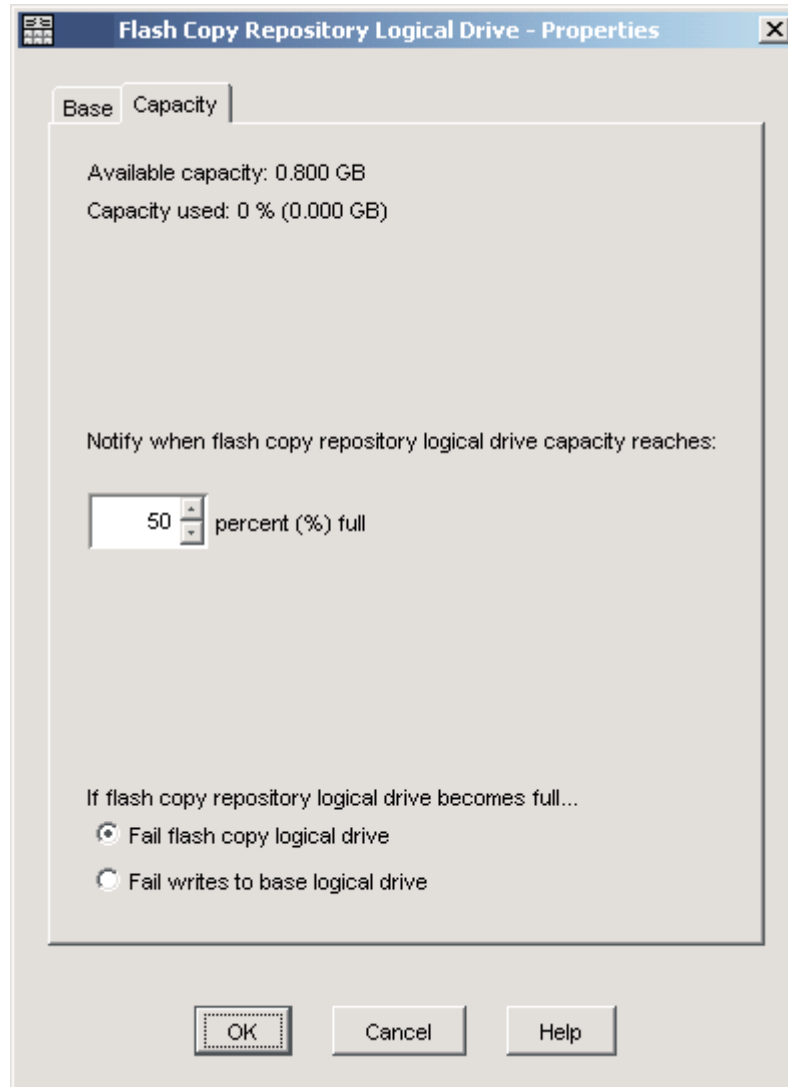 Flash Copy Repository Logical Drive - Properties
Base Capacity
Available capacity: 0.800 GB
Capacity used: 0 % (0.000 GB)
Notify when flash copy repository logical drive capacity reaches:
50 percent (%) full
If flash copy repository logical drive becomes full...
Fail flash copy logical drive
Fail writes to base logical drive
OK Cancel Help